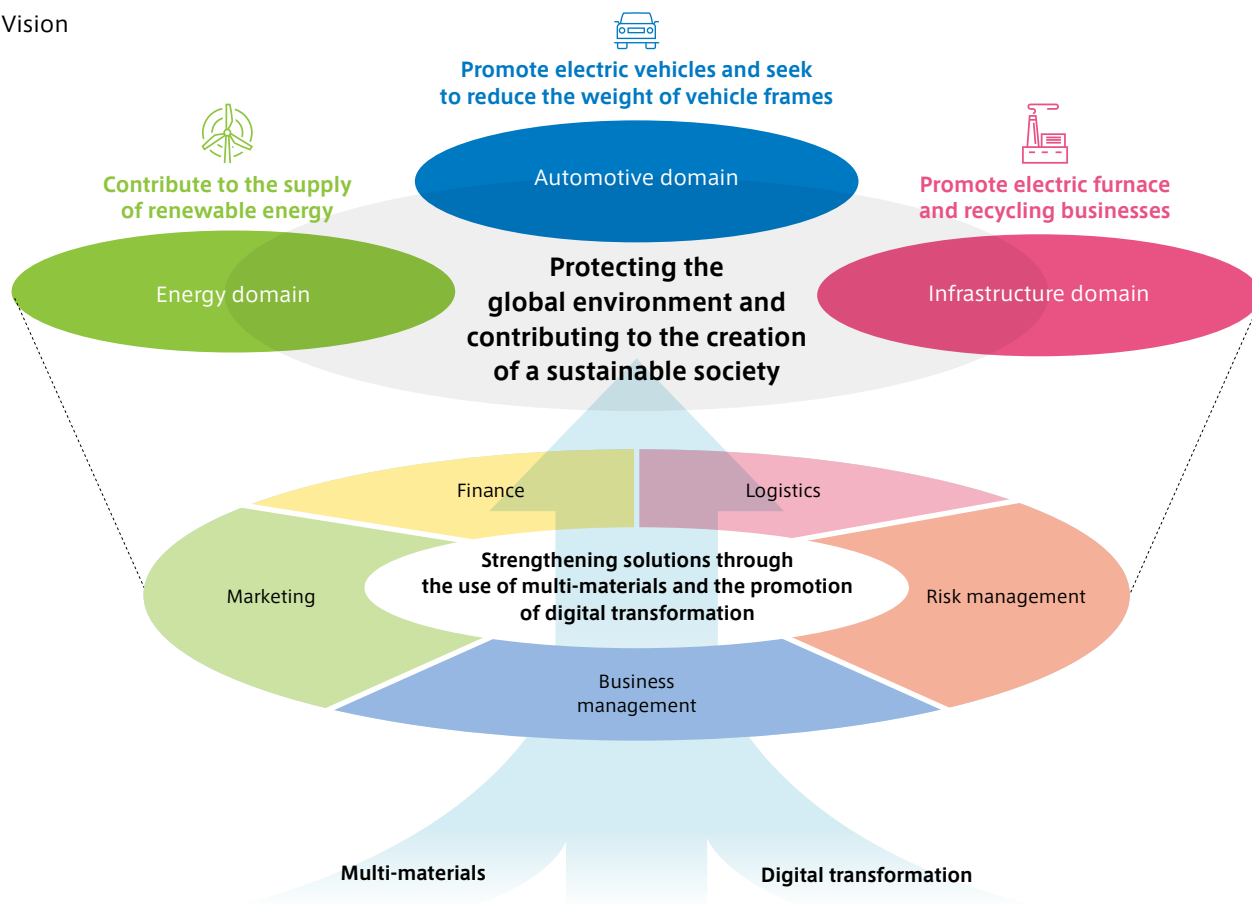 Vision
Promote electric vehicles and seek
to reduce the weight of vehicle frames
Contribute to the supply
of renewable energy
Promote electric furnace
and recycling businesses
Automotive domain
Energy domain
Infrastructure domain
Protecting the
global environment and
contributing to the creation
of a sustainable society
Finance
Logistics
Marketing
Strengthening solutions through
the use of multi-materials and the promotion
of digital transformation
Risk management
Business
management
Multi-materials
Digital transformation